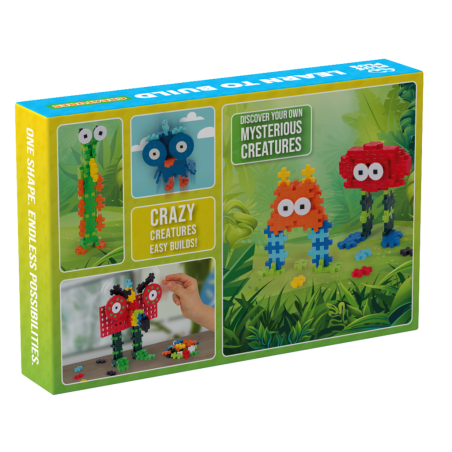 LEARN TO BUILD
ONE SHAPE. ENDLESS POSSIBILITIES.
CRAZY
CREATURES
EASY BUILDS!
DISCOVER YOUR OWN
MYSTERIOUS
CREATURES